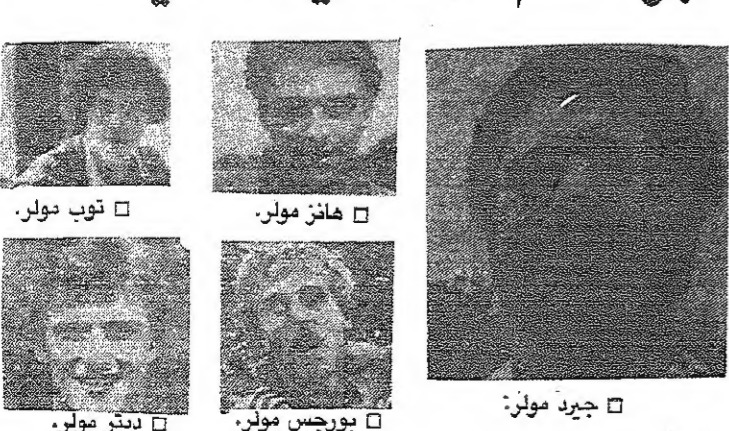 □ توب مولر.
□ هانز مولر.
□ جيرد مولر:
□ ديتر مولر.
□ بورجس مولر.